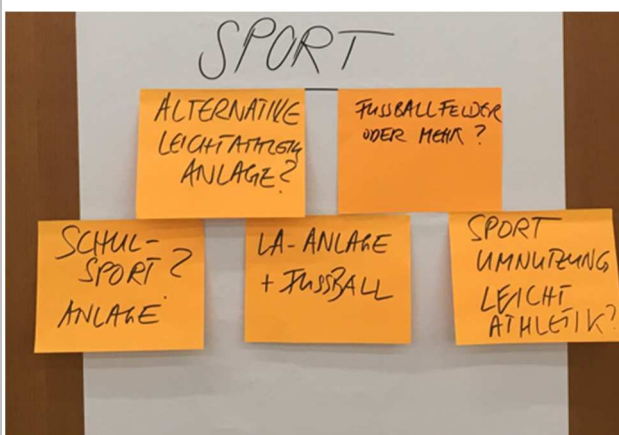 SPORT
ALTERNATIVE
LEICHTATHLETIK
ANLAGE?
FUSSBALLFELDER
ODER MEHR ?
SCHUL-
SPORT ?
ANLAGE
LA-ANLAGE
+ FUSSBALL
SPORT
UMNUTZUNG
LEICHT
ATHLETIK?